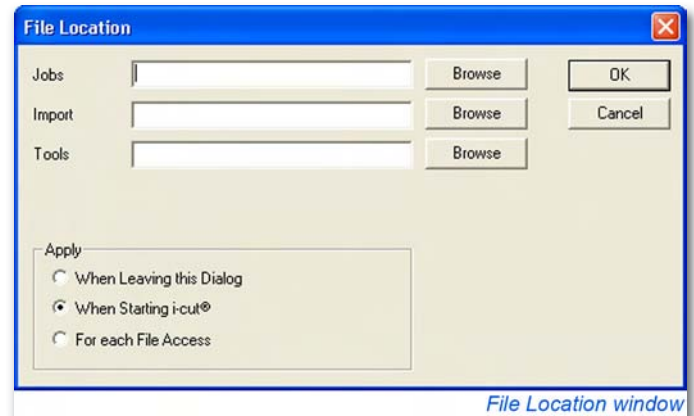 File Location
Jobs Browse OK
Import Browse Cancel
Tools Browse
Apply
When Leaving this Dialog
When Starting i-cut®
For each File Access
File Location window